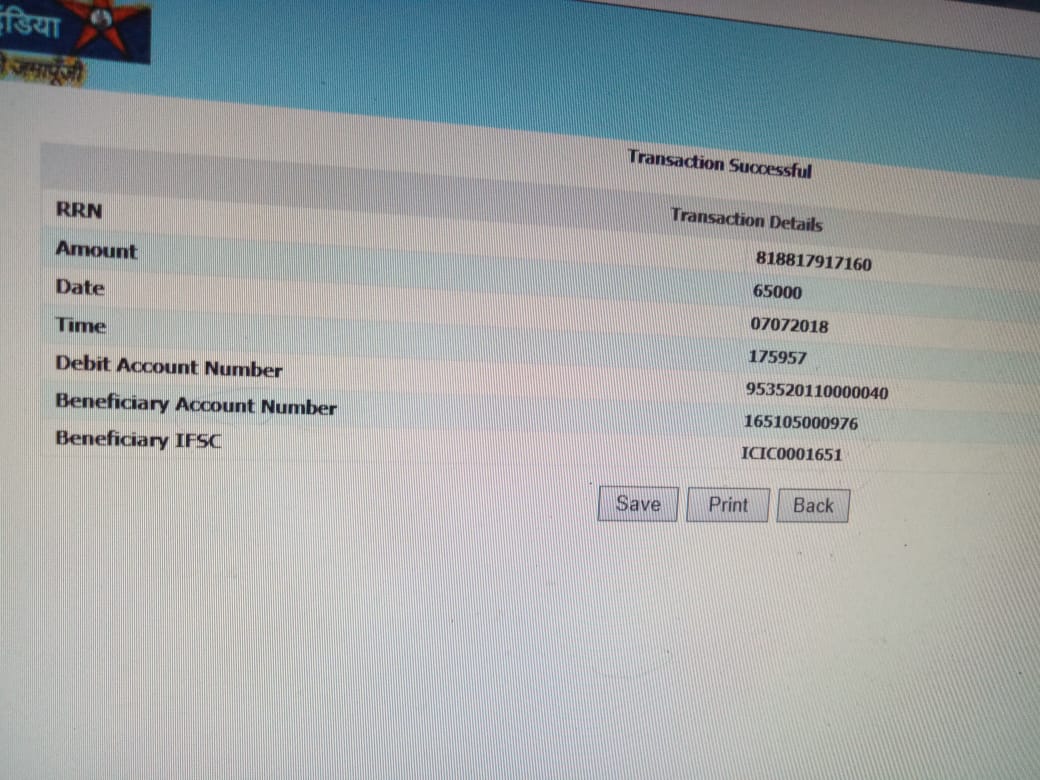 इंडिया
जमापूँजी
Transaction Successful
Transaction Details
RRN 818817917160
Amount 65000
Date 07072018
Time 175957
Debit Account Number 953520110000040
Beneficiary Account Number 165105000976
Beneficiary IFSC ICIC0001651
Save Print Back